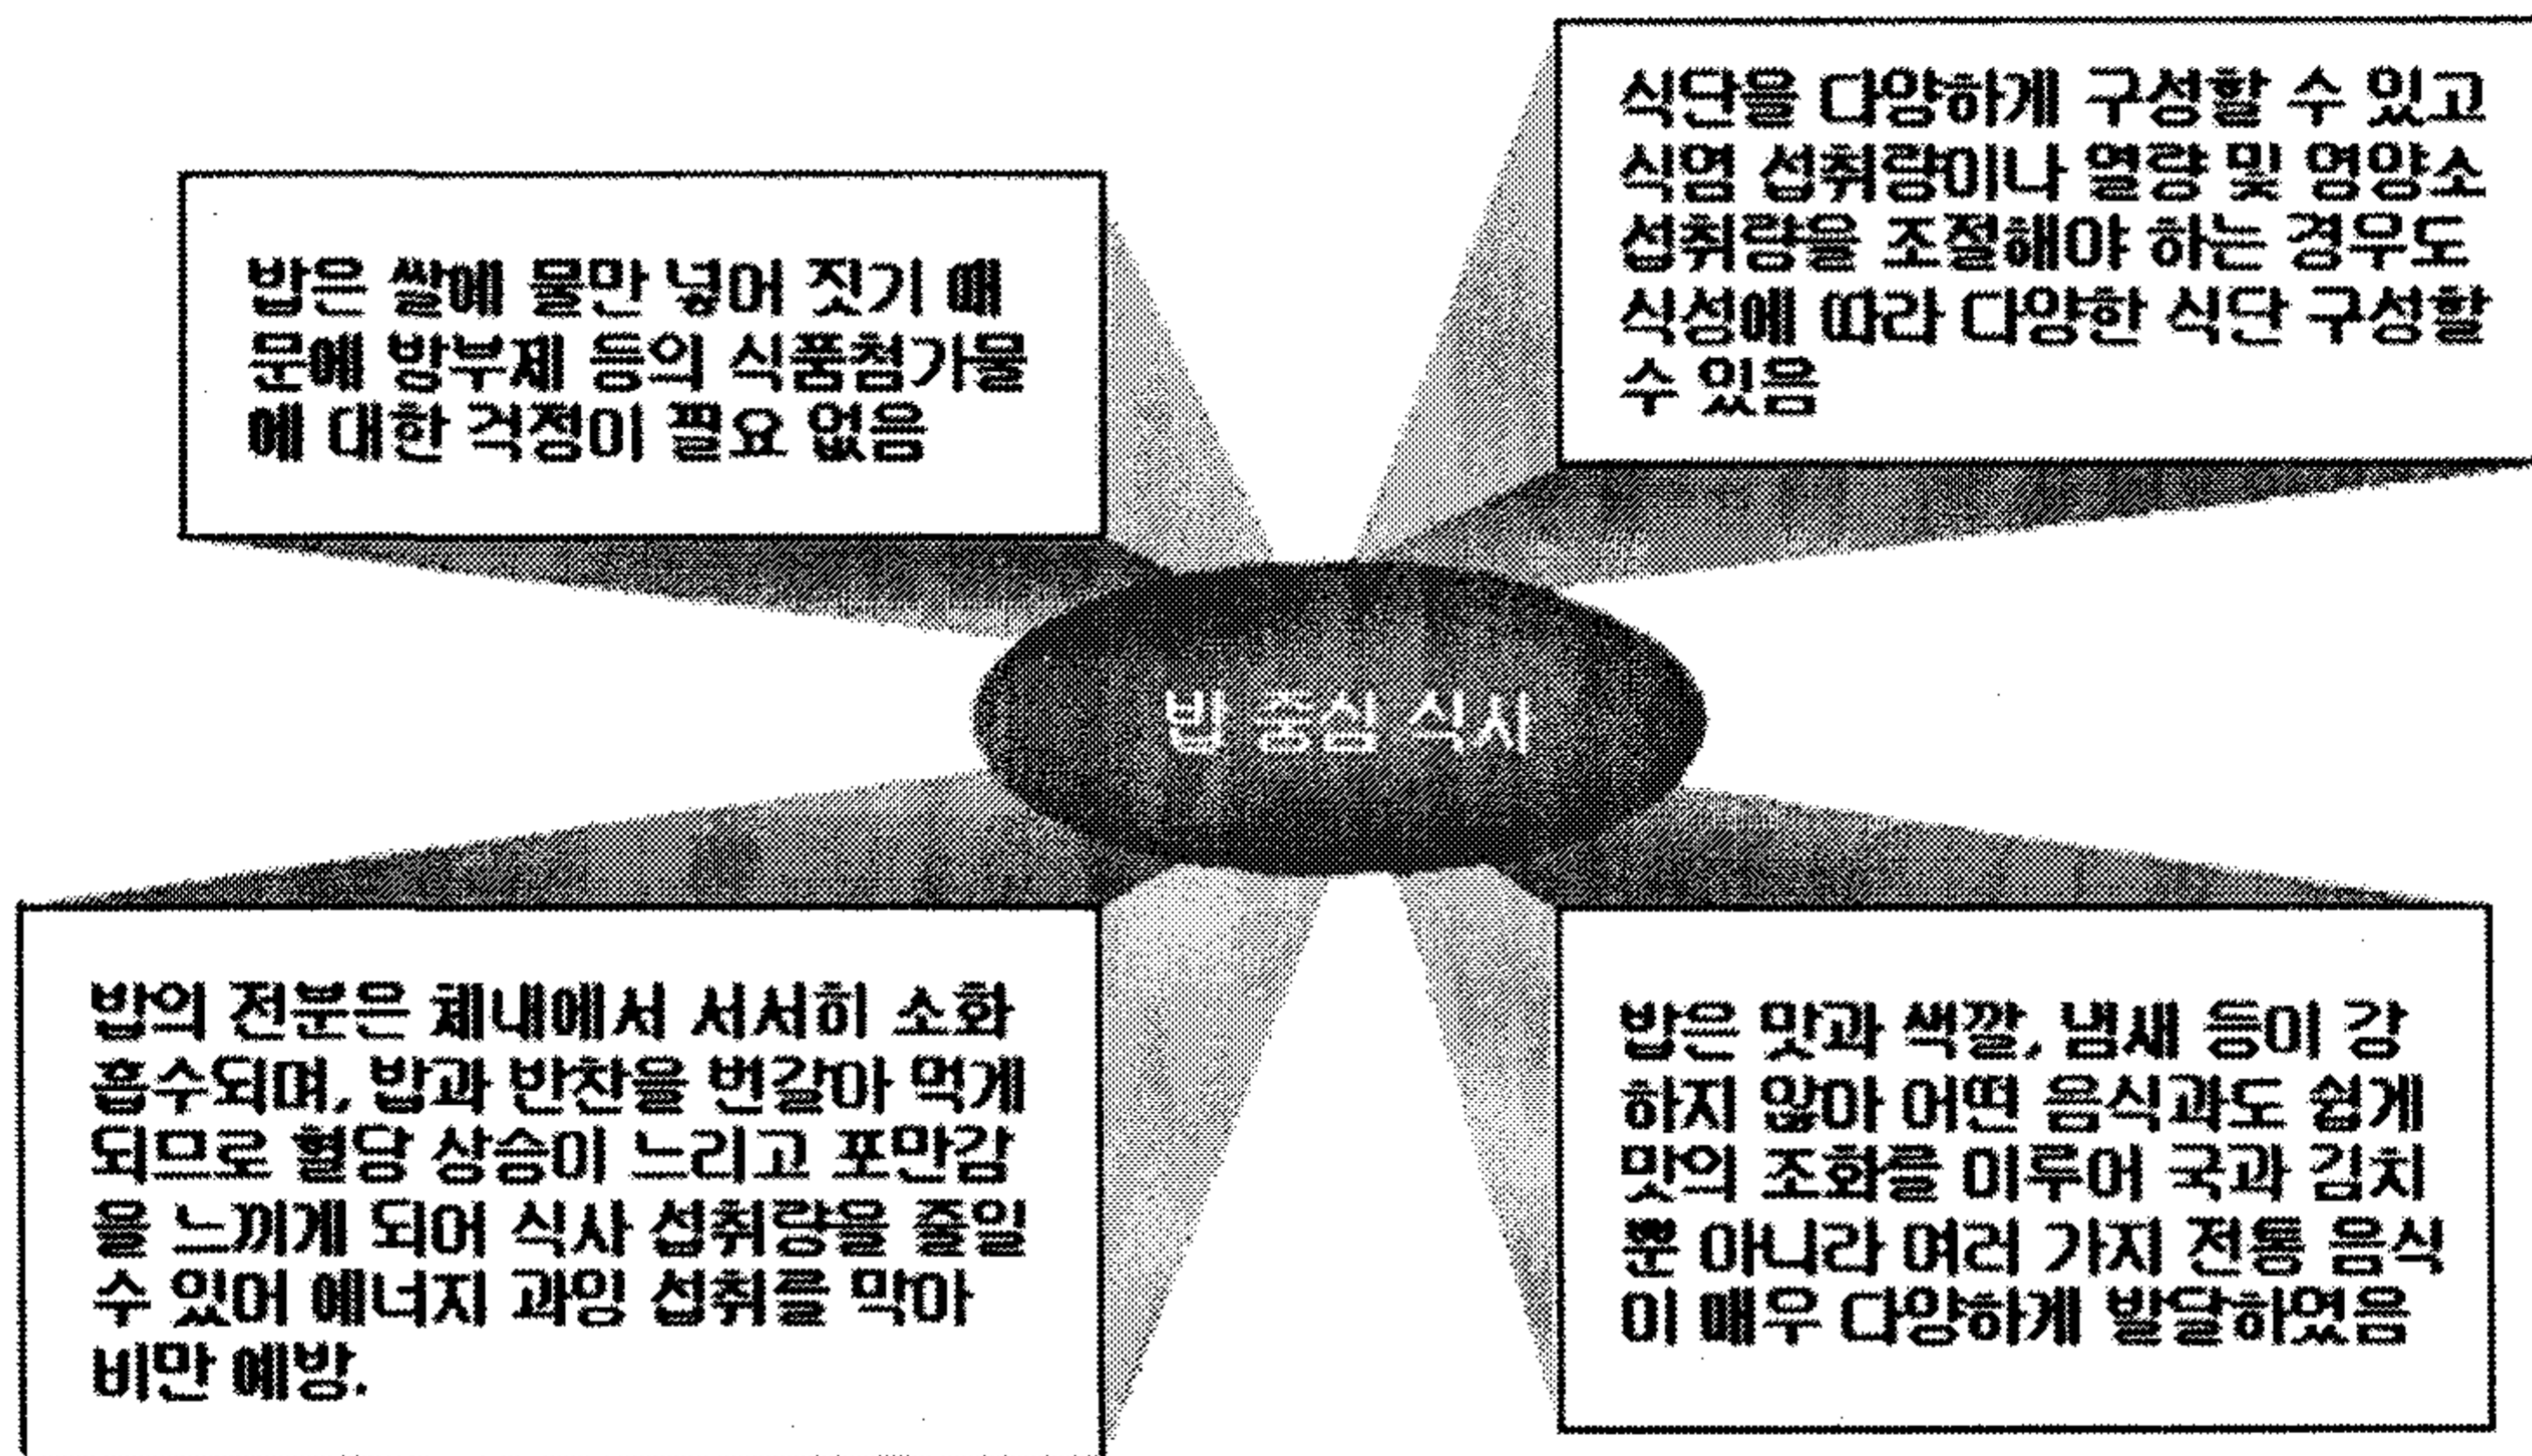 밥은 쌀에 물만 넣어 짓기 때
문에 방부제 등의 식품첨가물
에 대한 걱정이 필요 없음
식단을 다양하게 구성할 수 있고
식염 섭취량이나 열량 및 영양소
섭취량을 조절해야 하는 경우도
식성에 따라 다양한 식단 구성할
수 있음
밥 중심 식사
밥의 전분은 체내에서 서서히 소화
흡수되며, 밥과 반찬을 번갈아 먹게
되므로 혈당 상승이 느리고 포만감
을 느끼게 되어 식사 섭취량을 줄일
수 있어 에너지 과잉 섭취를 막아
비만 예방.
밥은 맛과 색깔, 냄새 등이 강
하지 않아 어떤 음식과도 쉽게
맛의 조화를 이루어 국과 김치
뿐 아니라 여러 가지 전통 음식
이 매우 다양하게 발달하였음